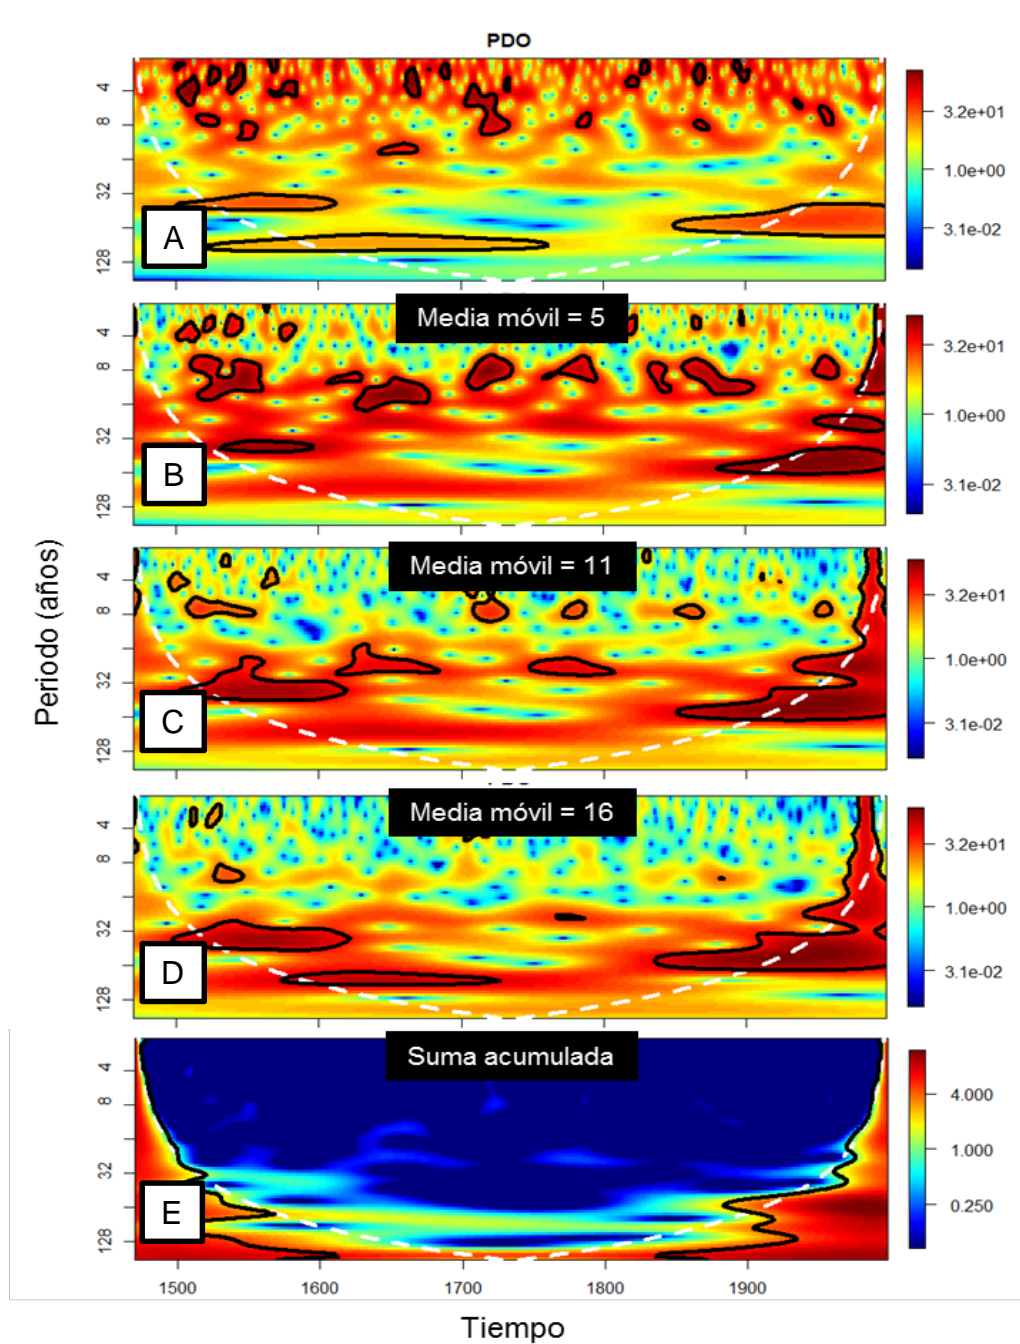 PDO
4
8
32
128
A
3.2e+01
1.0e+00
3.1e-02
Media móvil = 5
4
8
32
128
B
3.2e+01
1.0e+00
3.1e-02
Media móvil = 11
4
8
32
128
C
3.2e+01
1.0e+00
3.1e-02
Periodo (años)
Media móvil = 16
4
8
32
128
D
3.2e+01
1.0e+00
3.1e-02
Suma acumulada
4
8
32
128
E
4.000
1.000
0.250
1500 1600 1700 1800 1900
Tiempo